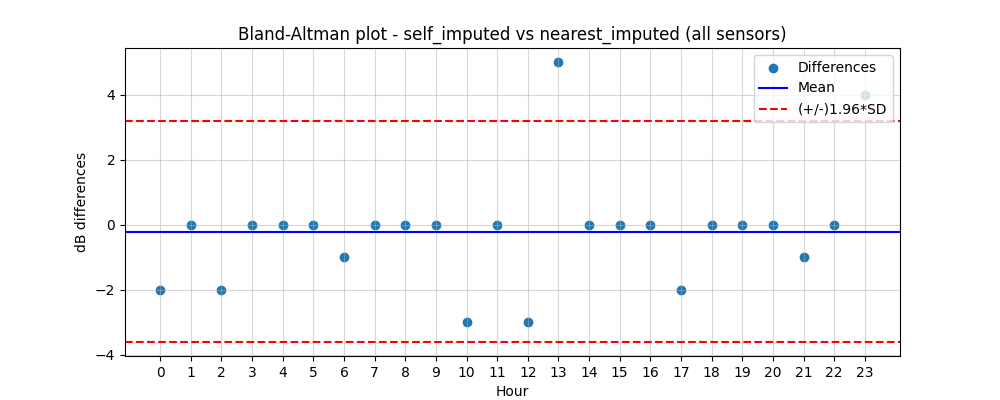 Bland-Altman plot - self_imputed vs nearest_imputed (all sensors)
Differences
Mean
(+/-)1.96*SD
dB differences
4
2
0
−2
−4
0 1 2 3 4 5 6 7 8 9 10 11 12 13 14 15 16 17 18 19 20 21 22 23
Hour